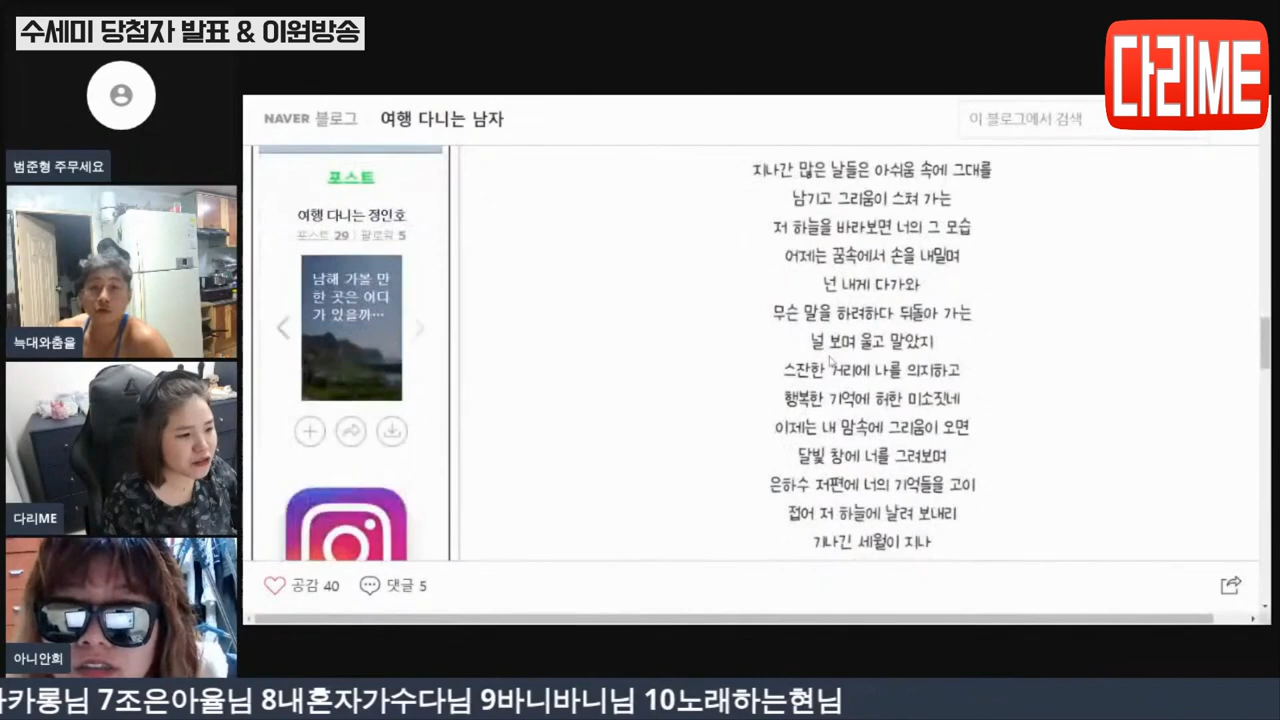 수세미 당첨자 발표 & 이원방송
다리ME
범준형 주무세요
늑대와춤을
다리ME
아니안희
NAVER 블로그
여행 다니는 남자
이 블로그에서 검색
포스트
여행 다니는 정인호
포스트 29 | 팔로워 5
남해 가볼 만
한 곳은 어디
가 있을까…
지나간 많은 날들은 아쉬움 속에 그대를
남기고 그리움이 스쳐 가는
저 하늘을 바라보면 너의 그 모습
어제는 꿈속에서 손을 내밀며
넌 내게 다가와
무슨 말을 하려하다 뒤돌아 가는
널 보며 울고 말았지
스잔한 거리에 나를 의지하고
행복한 기억에 허한 미소짓네
이제는 내 맘속에 그리움이 오면
달빛 창에 너를 그려보며
은하수 저편에 너의 기억들을 고이
접어 저 하늘에 날려 보내리
기나긴 세월이 지나
공감 40
댓글 5
카롱님 7조은아율님 8내혼자가수다님 9바니바니님 10노래하는현님